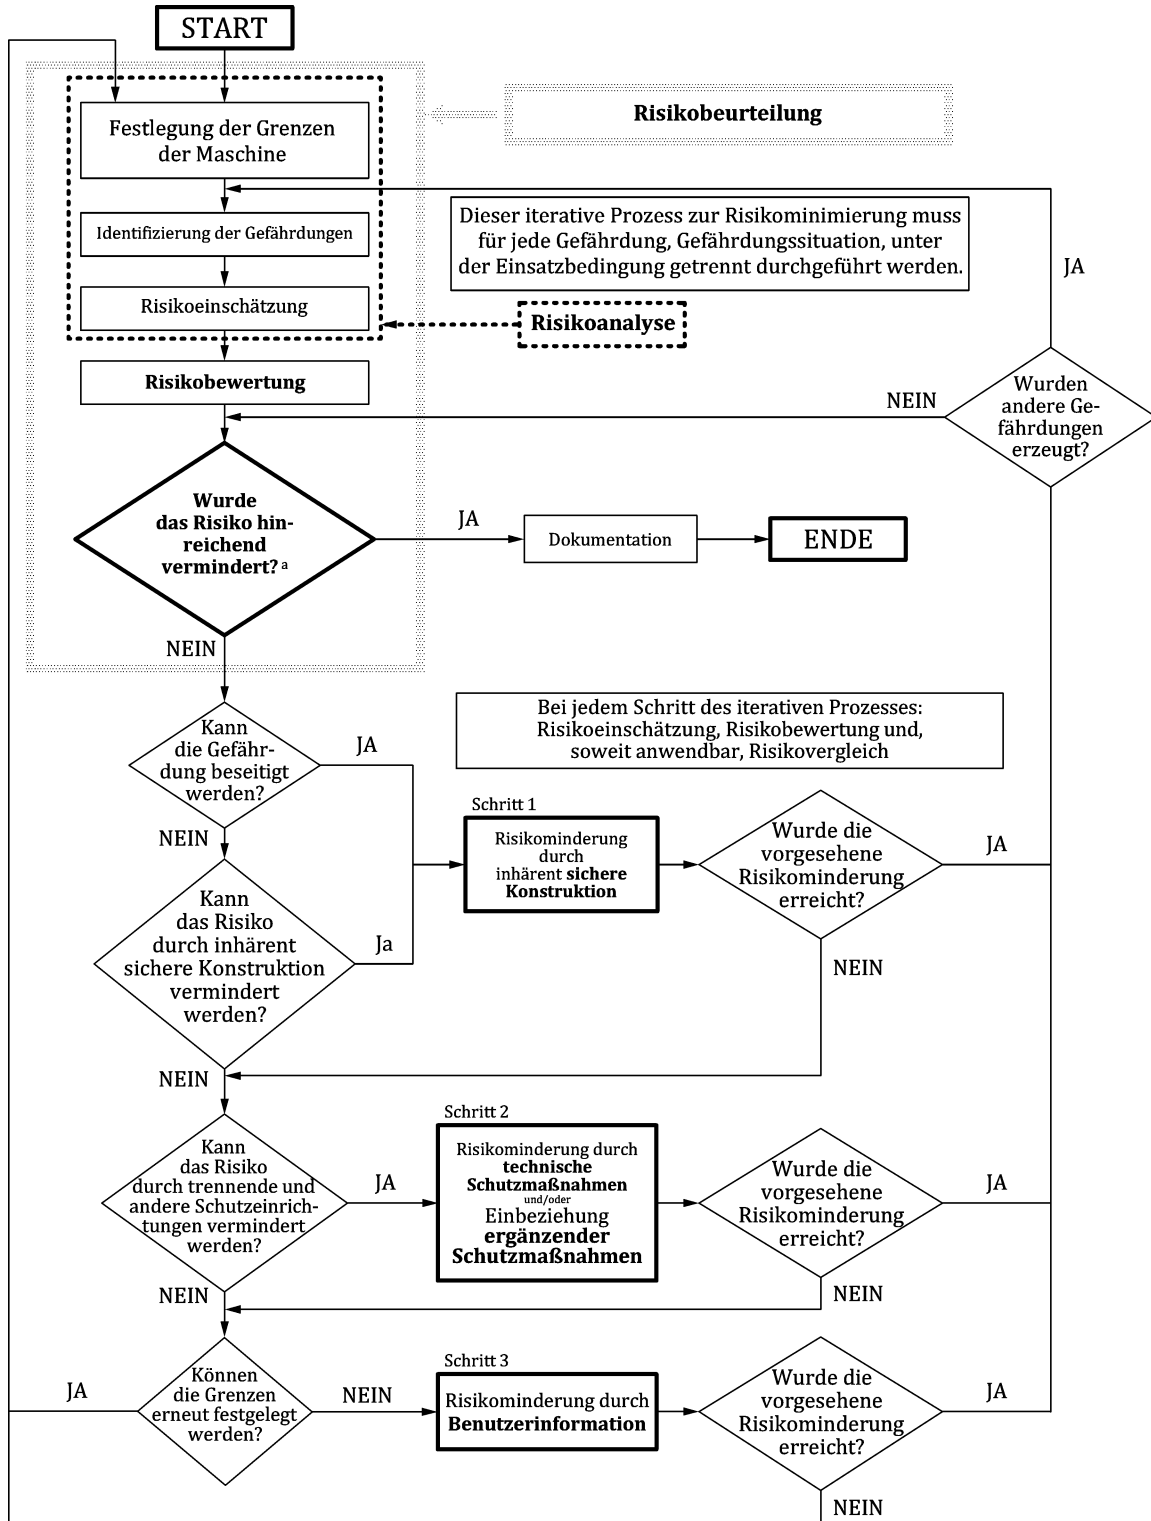 START
Risikobeurteilung
Festlegung der Grenzen
der Maschine
Dieser iterative Prozess zur Risikominimierung muss
für jede Gefährdung, Gefährdungssituation, unter
der Einsatzbedingung getrennt durchgeführt werden.
Identifizierung der Gefährdungen
JA
Risikoeinschätzung
Risikoanalyse
Risikobewertung
NEIN
Wurden
andere Ge-
fährdungen
erzeugt?
Wurde
das Risiko hin-
reichend
vermindert? a
JA
Dokumentation
ENDE
NEIN
Kann
die Gefähr-
dung beseitigt
werden?
JA
Bei jedem Schritt des iterativen Prozesses:
Risikoeinschätzung, Risikobewertung und,
soweit anwendbar, Risikovergleich
NEIN
Schritt 1
Risikominderung
durch
inhärent sichere
Konstruktion
Wurde die
vorgesehene
Risikominderung
erreicht?
JA
Kann
das Risiko
durch inhärent
sichere Konstruktion
vermindert
werden?
Ja
NEIN
NEIN
Schritt 2
Kann
das Risiko
durch trennende und
andere Schutzeinrich-
tungen vermindert
werden?
JA
Risikominderung durch
technische
Schutzmaßnahmen
und/oder
Einbeziehung
ergänzender
Schutzmaßnahmen
Wurde die
vorgesehene
Risikominderung
erreicht?
JA
NEIN
NEIN
Schritt 3
JA
Können
die Grenzen
erneut festgelegt
werden?
NEIN
Risikominderung durch
Benutzerinformation
Wurde die
vorgesehene
Risikominderung
erreicht?
JA
NEIN